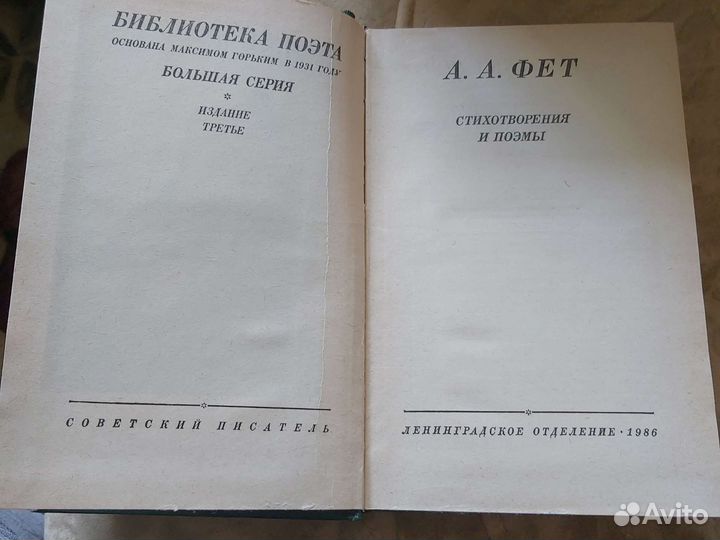 БИБЛИОТЕКА ПОЭТА
ОСНОВАНА МАКСИМОМ ГОРЬКИМ В 1931 ГОДУ
БОЛЬШАЯ СЕРИЯ
*
ИЗДАНИЕ
ТРЕТЬЕ
СОВЕТСКИЙ ПИСАТЕЛЬ
А. А. ФЕТ
СТИХОТВОРЕНИЯ
И ПОЭМЫ
ЛЕНИНГРАДСКОЕ ОТДЕЛЕНИЕ · 1986
Avito